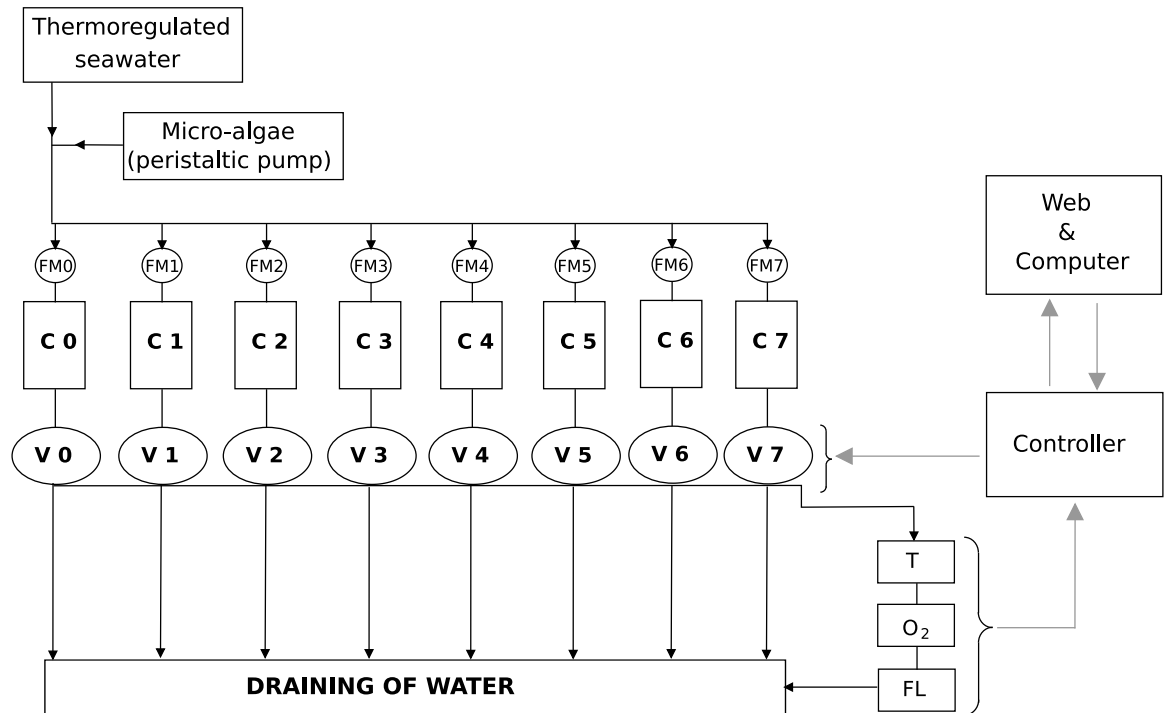 Thermoregulated
seawater
Micro-algae
(peristaltic pump)
Web
&
Computer
FM0 FM1 FM2 FM3 FM4 FM5 FM6 FM7
C 0 C 1 C 2 C 3 C 4 C 5 C 6 C 7
V 0 V 1 V 2 V 3 V 4 V 5 V 6 V 7
Controller
T
O₂
FL
DRAINING OF WATER